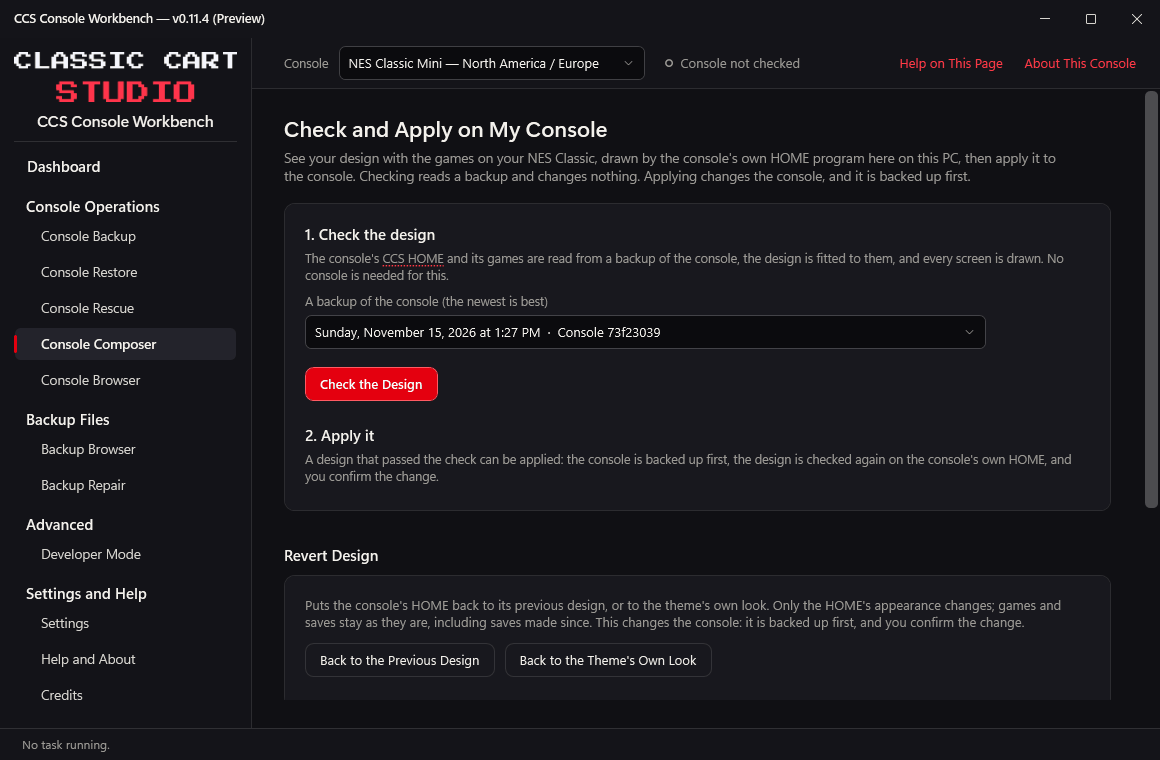 CCS Console Workbench — v0.11.4 (Preview)
CLASSIC CART
STUDIO
CCS Console Workbench
Dashboard
Console Operations
Console Backup
Console Restore
Console Rescue
Console Composer
Console Browser
Backup Files
Backup Browser
Backup Repair
Advanced
Developer Mode
Settings and Help
Settings
Help and About
Credits
Console
NES Classic Mini — North America / Europe
Console not checked
Help on This Page
About This Console
Check and Apply on My Console
See your design with the games on your NES Classic, drawn by the console's own HOME program here on this PC, then apply it to
the console. Checking reads a backup and changes nothing. Applying changes the console, and it is backed up first.
1. Check the design
The console's CCS HOME and its games are read from a backup of the console, the design is fitted to them, and every screen is drawn. No
console is needed for this.
A backup of the console (the newest is best)
Sunday, November 15, 2026 at 1:27 PM · Console 73f23039
Check the Design
2. Apply it
A design that passed the check can be applied: the console is backed up first, the design is checked again on the console's own HOME, and
you confirm the change.
Revert Design
Puts the console's HOME back to its previous design, or to the theme's own look. Only the HOME's appearance changes; games and
saves stay as they are, including saves made since. This changes the console: it is backed up first, and you confirm the change.
Back to the Previous Design
Back to the Theme's Own Look
No task running.